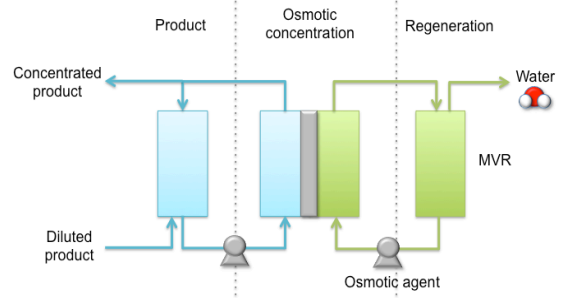 Product
Osmotic
concentration
Regeneration
Concentrated
product
Water
MVR
Diluted
product
Osmotic agent